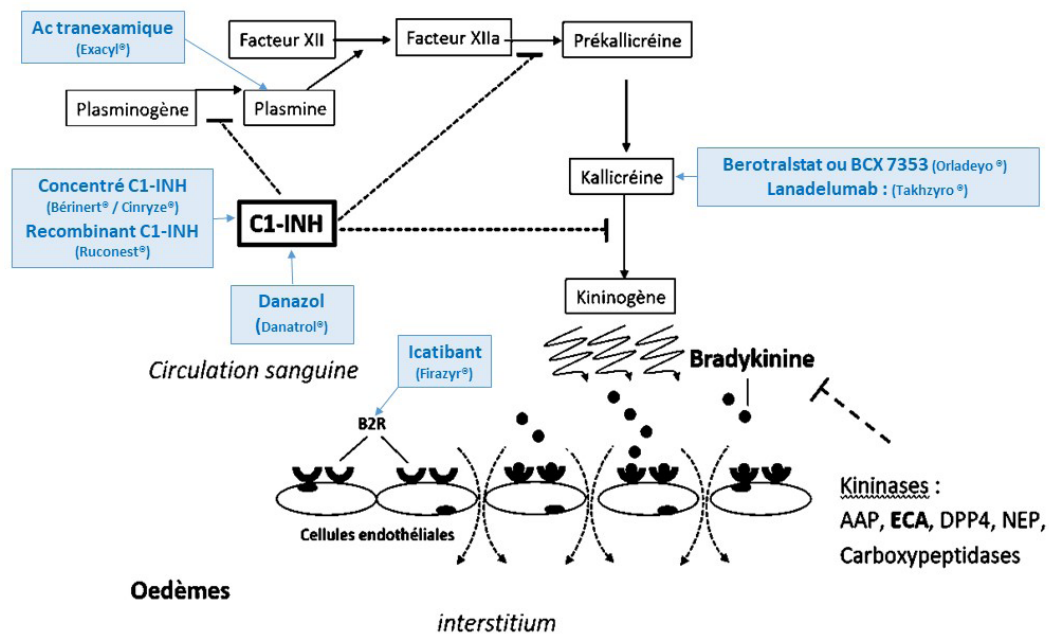 Ac tranexamique
(Exacyl®)
Facteur XII
Facteur XIIa
Prékallicréine
Plasminogène
Plasmine
Concentré C1-INH
(Bérinert® / Cinryze®)
Recombinant C1-INH
(Ruconest®)
C1-INH
Kallicréine
Berotralstat ou BCX 7353 (Orladeyo ®)
Lanadelumab : (Takhzyro ®)
Danazol
(Danatrol®)
Kininogène
Circulation sanguine
Icatibant
(Firazyr®)
Bradykinine
B2R
Cellules endothéliales
Kininases :
AAP, ECA, DPP4, NEP,
Carboxypeptidases
Oedèmes
interstitium